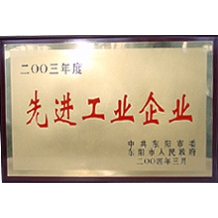 二〇〇三年度
先进工业企业
中共东阳市委
东阳市人民政府
二〇〇四年三月